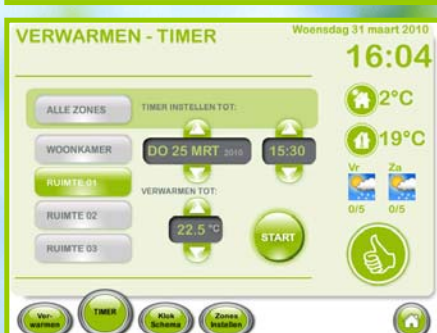 VERWARMEN - TIMER
Woensdag 31 maart 2010
16:04
2°C
19°C
Vr Za
0/5 0/5
ALLE ZONES
TIMER INSTELLEN TOT:
WOONKAMER
DO 25 MRT 2010
15:30
RUIMTE 01
VERWARMEN TOT:
RUIMTE 02
22.5 °C
START
RUIMTE 03
Ver-
warmen
TIMER
Klok
Schema
Zones
Instellen